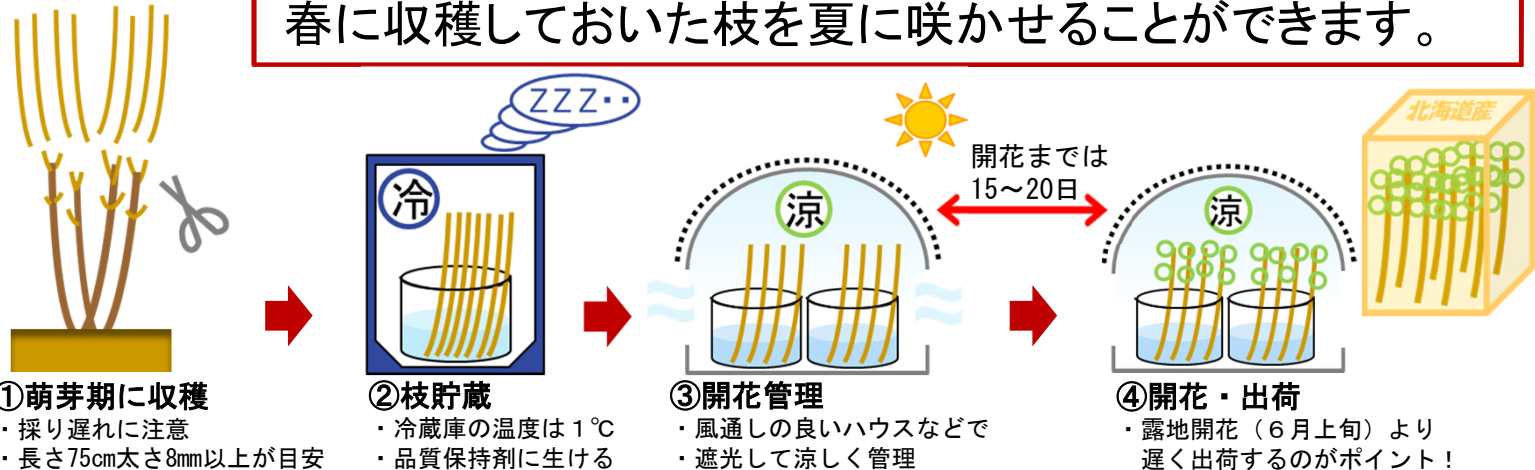 春に収穫しておいた枝を夏に咲かせることができます。
ZZZ・・
冷
涼
開花までは
15～20日
涼
北海道産
①萌芽期に収穫
・採り遅れに注意
・長さ75cm太さ8mm以上が目安
②枝貯蔵
・冷蔵庫の温度は１℃
・品質保持剤に生ける
③開花管理
・風通しの良いハウスなどで
・遮光して涼しく管理
④開花・出荷
・露地開花（６月上旬）より
遅く出荷するのがポイント！